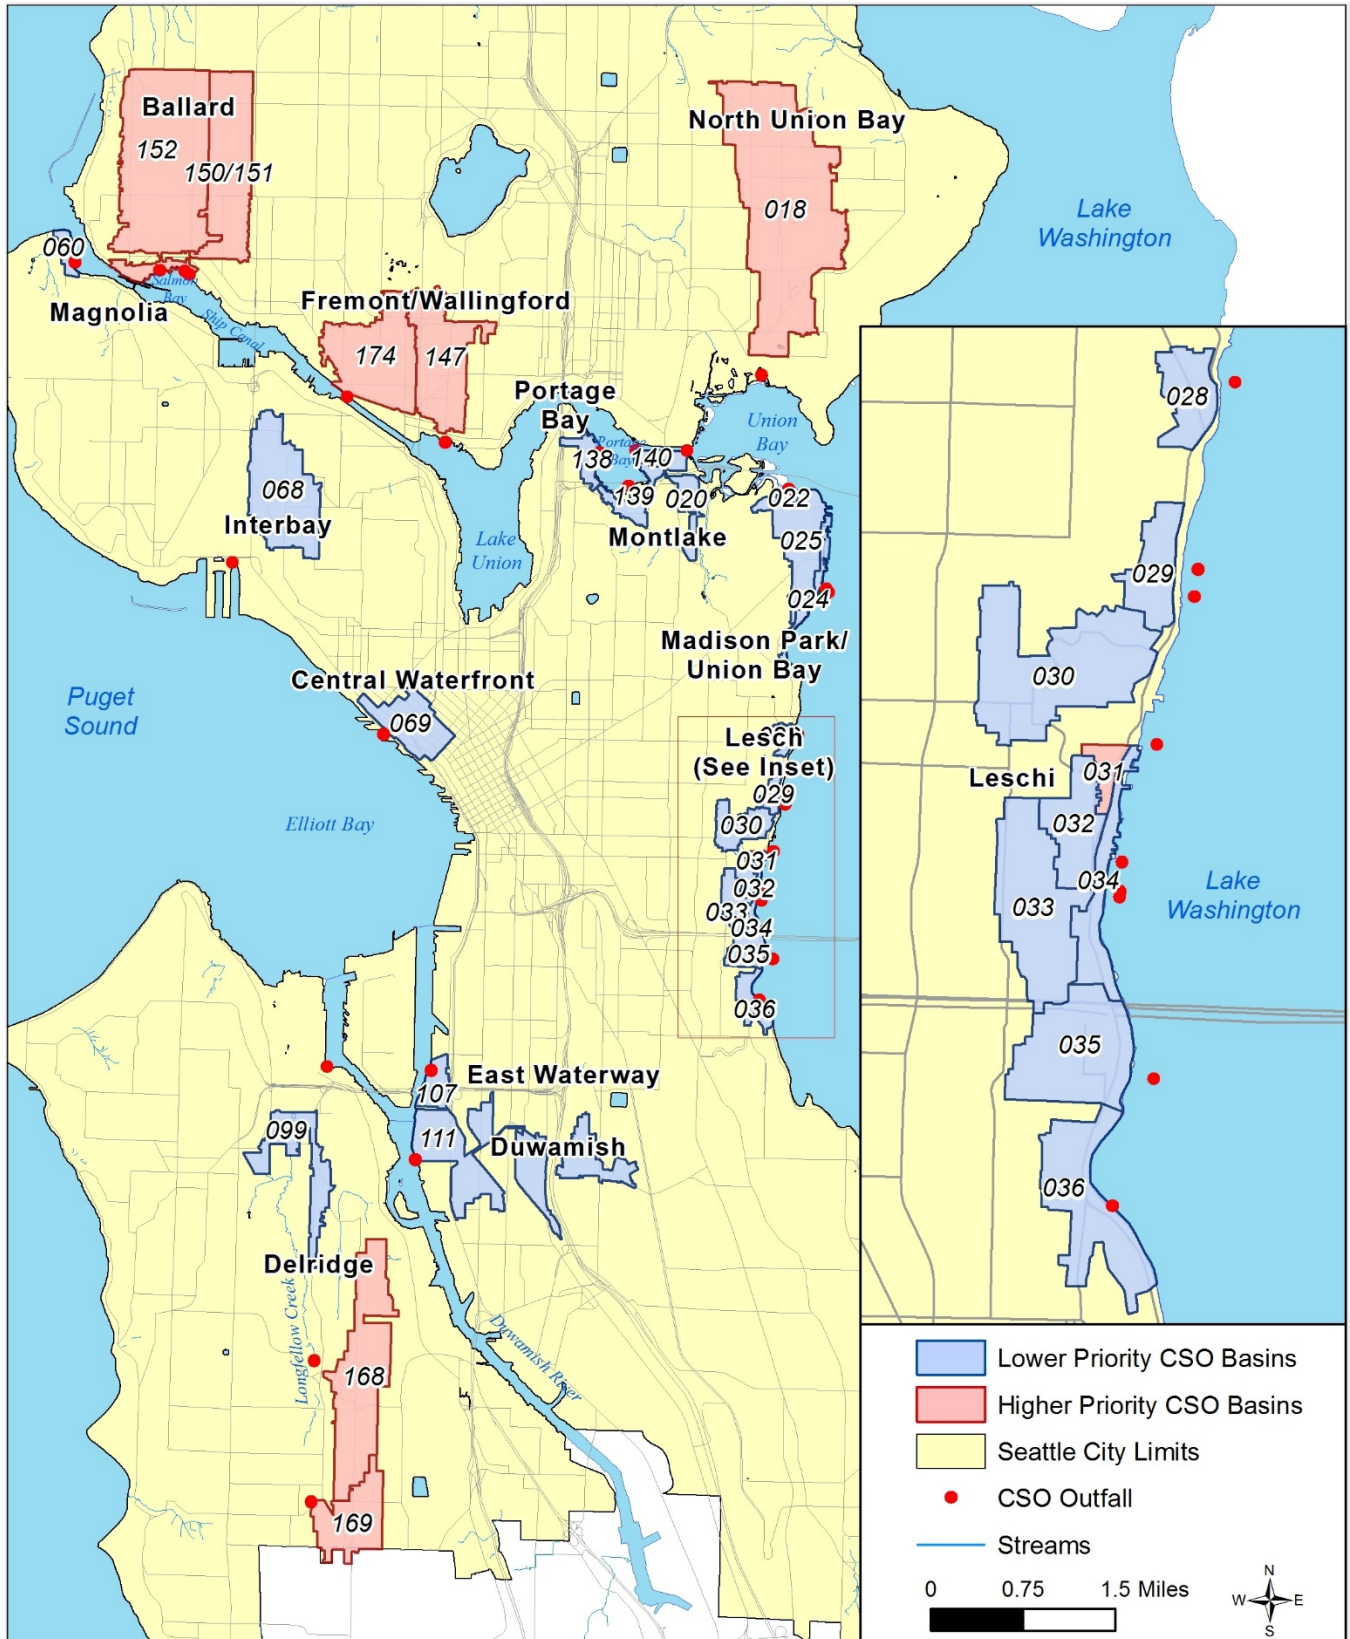 Ballard
152
150/151
North Union Bay
018
Lake
Washington
060
Magnolia
Salmon
Bay
Ship Canal
Fremont/Wallingford
174
147
Portage
Bay
Portage
Bay
138
140
139
020
Montlake
Union
Bay
022
025
024
Madison Park/
Union Bay
068
Interbay
Lake
Union
Central Waterfront
069
Puget
Sound
Elliott Bay
Lesch
(See Inset)
029
030
031
032
033
034
035
036
107
East Waterway
111
Duwamish
099
Delridge
Longfellow Creek
168
169
Duwamish River
028
029
030
Leschi
031
032
034
033
Lake
Washington
035
036
Lower Priority CSO Basins
Higher Priority CSO Basins
Seattle City Limits
CSO Outfall
Streams
0 0.75 1.5 Miles
N
W E
S